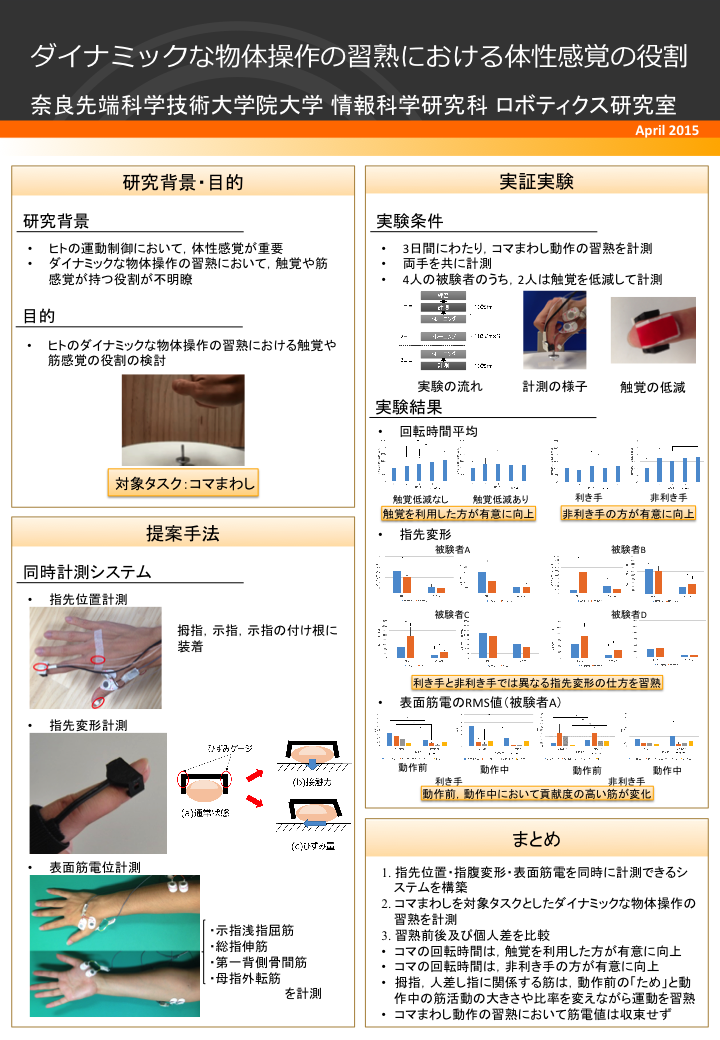 ダイナミックな物体操作の習熟における体性感覚の役割
奈良先端科学技術大学院大学 情報科学研究科 ロボティクス研究室
April 2015
研究背景・目的
研究背景
• ヒトの運動制御において，体性感覚が重要
• ダイナミックな物体操作の習熟において，触覚や筋
感覚が持つ役割が不明瞭
目的
• ヒトのダイナミックな物体操作の習熟における触覚や
筋感覚の役割の検討
対象タスク：コマまわし
提案手法
同時計測システム
• 指先位置計測
拇指，示指，示指の付け根に
装着
• 指先変形計測
ひずみゲージ
(a)通常状態
(b)接触力
(c)ひずみ量
• 表面筋電位計測
・示指浅指屈筋
・総指伸筋
・第一背側骨間筋
・母指外転筋
を計測
実証実験
実験条件
• 3日間にわたり，コマまわし動作の習熟を計測
• 両手を共に計測
• 4人の被験者のうち，2人は触覚を低減して計測
実験の流れ
計測の様子
触覚の低減
実験結果
• 回転時間平均
触覚低減なし
触覚低減あり
利き手
非利き手
触覚を利用した方が有意に向上
非利き手の方が有意に向上
• 指先変形
被験者A
被験者B
被験者C
被験者D
利き手と非利き手では異なる指先変形の仕方を習熟
• 表面筋電のRMS値（被験者A）
動作前
動作中
動作前
動作中
利き手
非利き手
動作前，動作中において貢献度の高い筋が変化
まとめ
1. 指先位置・指腹変形・表面筋電を同時に計測できるシ
ステムを構築
2. コマまわしを対象タスクとしたダイナミックな物体操作の
習熟を計測
3. 習熟前後及び個人差を比較
• コマの回転時間は，触覚を利用した方が有意に向上
• コマの回転時間は，非利き手の方が有意に向上
• 拇指，人差し指に関係する筋は，動作前の「ため」と動
作中の筋活動の大きさや比率を変えながら運動を習熟
• コマまわし動作の習熟において筋電値は収束せず